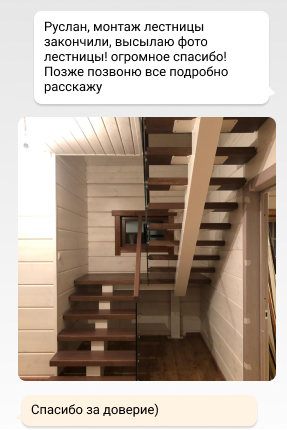 Руслан, монтаж лестницы
закончили, высылаю фото
лестницы! огромное спасибо!
Позже позвоню все подробно
расскажу
Спасибо за доверие)